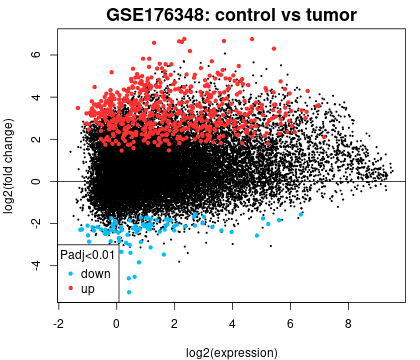 GSE176348: control vs tumor
log2(fold change)
6
4
2
0
-2
-4
Padj<0.01
down
up
-2 0 2 4 6 8
log2(expression)